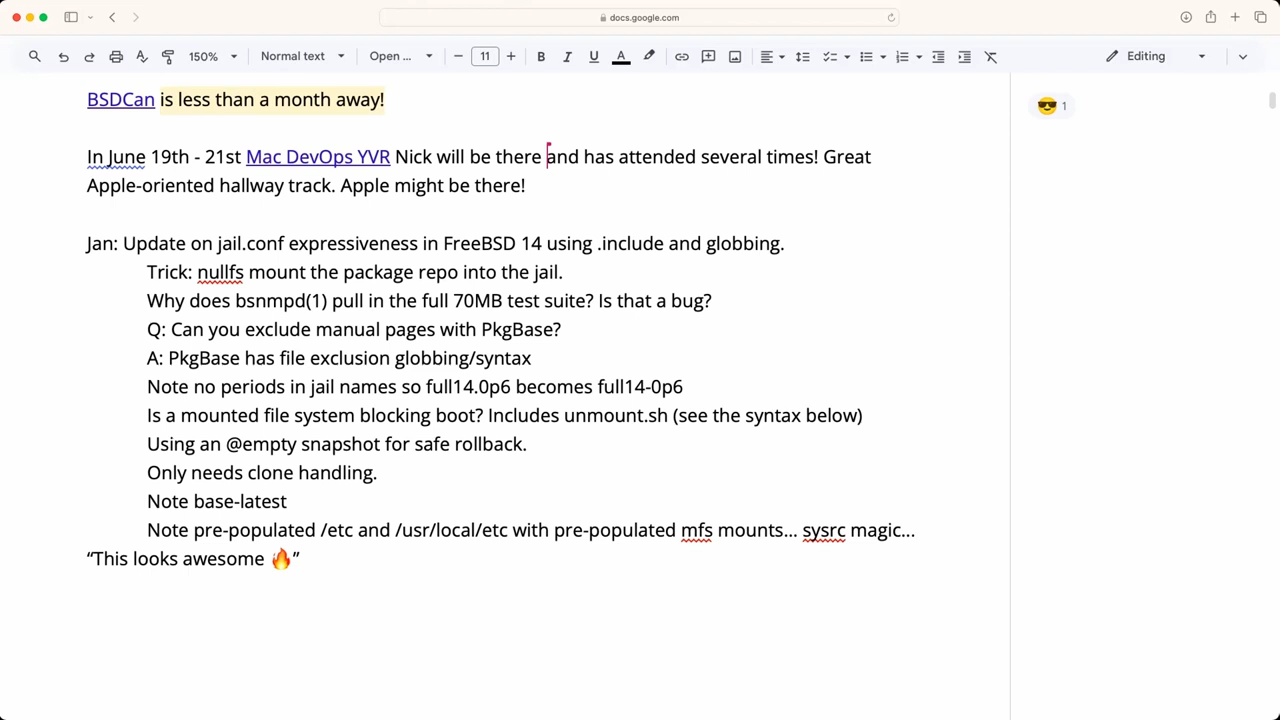 docs.google.com
150%
Normal text
Open ...
11
B I U A
Editing
BSDCan is less than a month away!
😎 1
In June 19th - 21st Mac DevOps YVR Nick will be there and has attended several times! Great
Apple-oriented hallway track. Apple might be there!
Jan: Update on jail.conf expressiveness in FreeBSD 14 using .include and globbing.
Trick: nullfs mount the package repo into the jail.
Why does bsnmpd(1) pull in the full 70MB test suite? Is that a bug?
Q: Can you exclude manual pages with PkgBase?
A: PkgBase has file exclusion globbing/syntax
Note no periods in jail names so full14.0p6 becomes full14-0p6
Is a mounted file system blocking boot? Includes unmount.sh (see the syntax below)
Using an @empty snapshot for safe rollback.
Only needs clone handling.
Note base-latest
Note pre-populated /etc and /usr/local/etc with pre-populated mfs mounts... sysrc magic...
“This looks awesome 🔥”